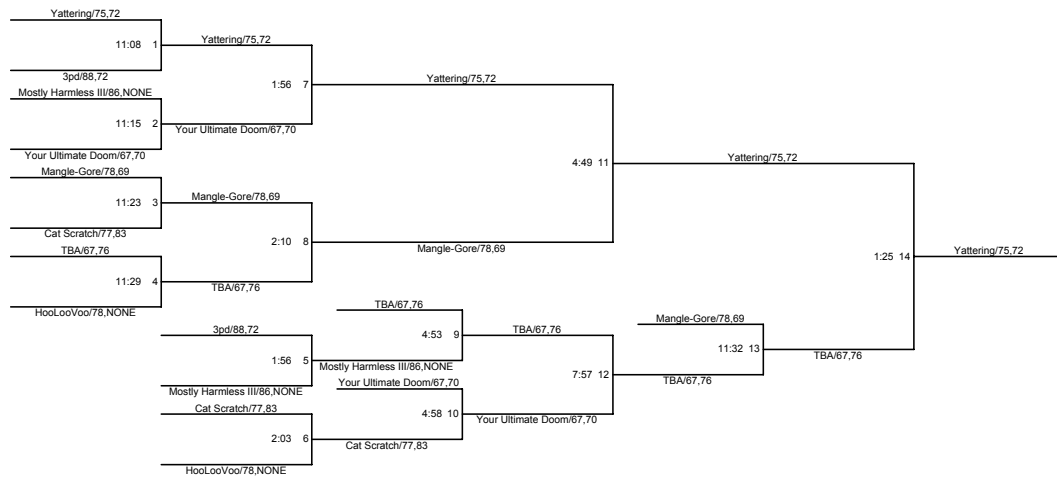 Yattering/75,72
11:08 1
Yattering/75,72
3pd/88,72
1:56 7
Yattering/75,72
Mostly Harmless III/86,NONE
11:15 2
Your Ultimate Doom/67,70
Your Ultimate Doom/67,70
4:49 11
Yattering/75,72
Mangle-Gore/78,69
11:23 3
Mangle-Gore/78,69
Cat Scratch/77,83
2:10 8
Mangle-Gore/78,69
TBA/67,76
11:29 4
TBA/67,76
HooLooVoo/78,NONE
1:25 14
Yattering/75,72
TBA/67,76
3pd/88,72
4:53 9
TBA/67,76
Mangle-Gore/78,69
1:56 5
Mostly Harmless III/86,NONE
11:32 13
TBA/67,76
Mostly Harmless III/86,NONE
Your Ultimate Doom/67,70
7:57 12
TBA/67,76
Cat Scratch/77,83
4:58 10
Your Ultimate Doom/67,70
2:03 6
Cat Scratch/77,83
HooLooVoo/78,NONE